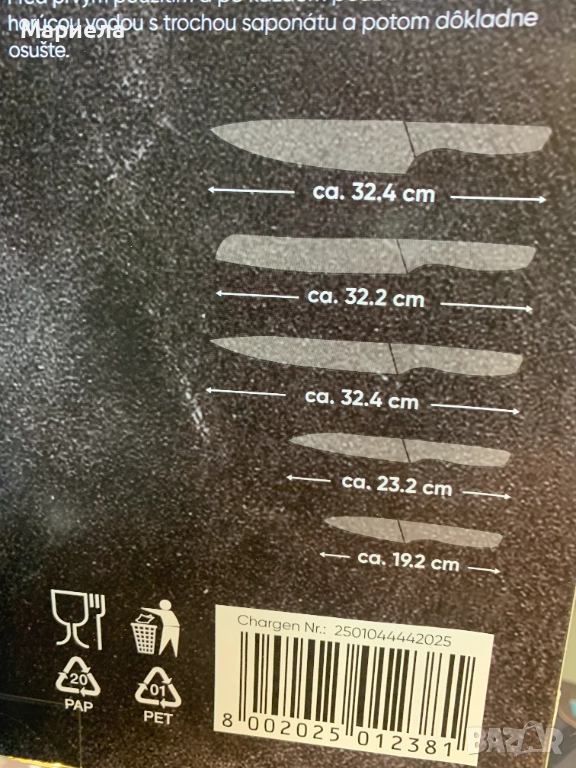 horúcou vodou s trochou saponátu a potom dôkladne
Мариела
osušte.
ca. 32.4 cm
ca. 32.2 cm
ca. 32.4 cm
ca. 23.2 cm
ca. 19.2 cm
20
PAP
01
PET
Chargen Nr.: 2501044442025
8 002025 012381
bazar